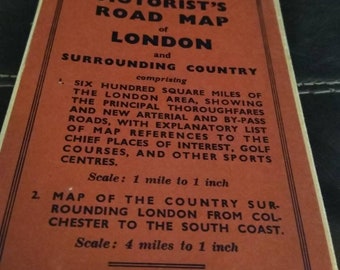 MOTORIST'S
ROAD MAP
of
LONDON
and
SURROUNDING COUNTRY
comprising
SIX HUNDRED SQUARE MILES OF
THE LONDON AREA, SHOWING
THE PRINCIPAL THOROUGHFARES
AND NEW ARTERIAL AND BY-PASS
ROADS, WITH EXPLANATORY LIST
OF MAP REFERENCES TO THE
CHIEF PLACES OF INTEREST, GOLF
COURSES, AND OTHER SPORTS
CENTRES.
Scale: 1 mile to 1 inch
2. MAP OF THE COUNTRY SUR-
ROUNDING LONDON FROM COL-
CHESTER TO THE SOUTH COAST.
Scale: 4 miles to 1 inch